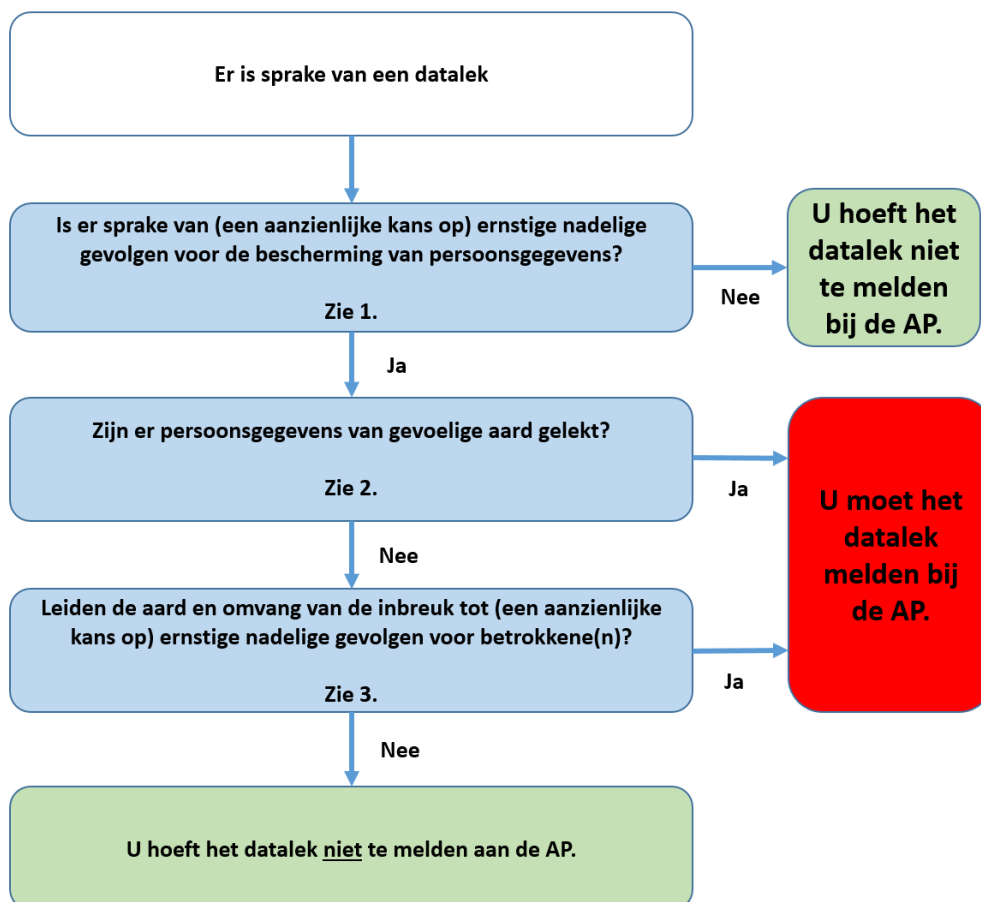 Er is sprake van een datalek
Is er sprake van (een aanzienlijke kans op) ernstige nadelige
gevolgen voor de bescherming van persoonsgegevens?
Zie 1.
Nee
U hoeft het
datalek niet
te melden
bij de AP.
Ja
Zijn er persoonsgegevens van gevoelige aard gelekt?
Zie 2.
Ja
U moet het
datalek
melden bij
de AP.
Nee
Leiden de aard en omvang van de inbreuk tot (een aanzienlijke
kans op) ernstige nadelige gevolgen voor betrokkene(n)?
Zie 3.
Ja
Nee
U hoeft het datalek niet te melden aan de AP.